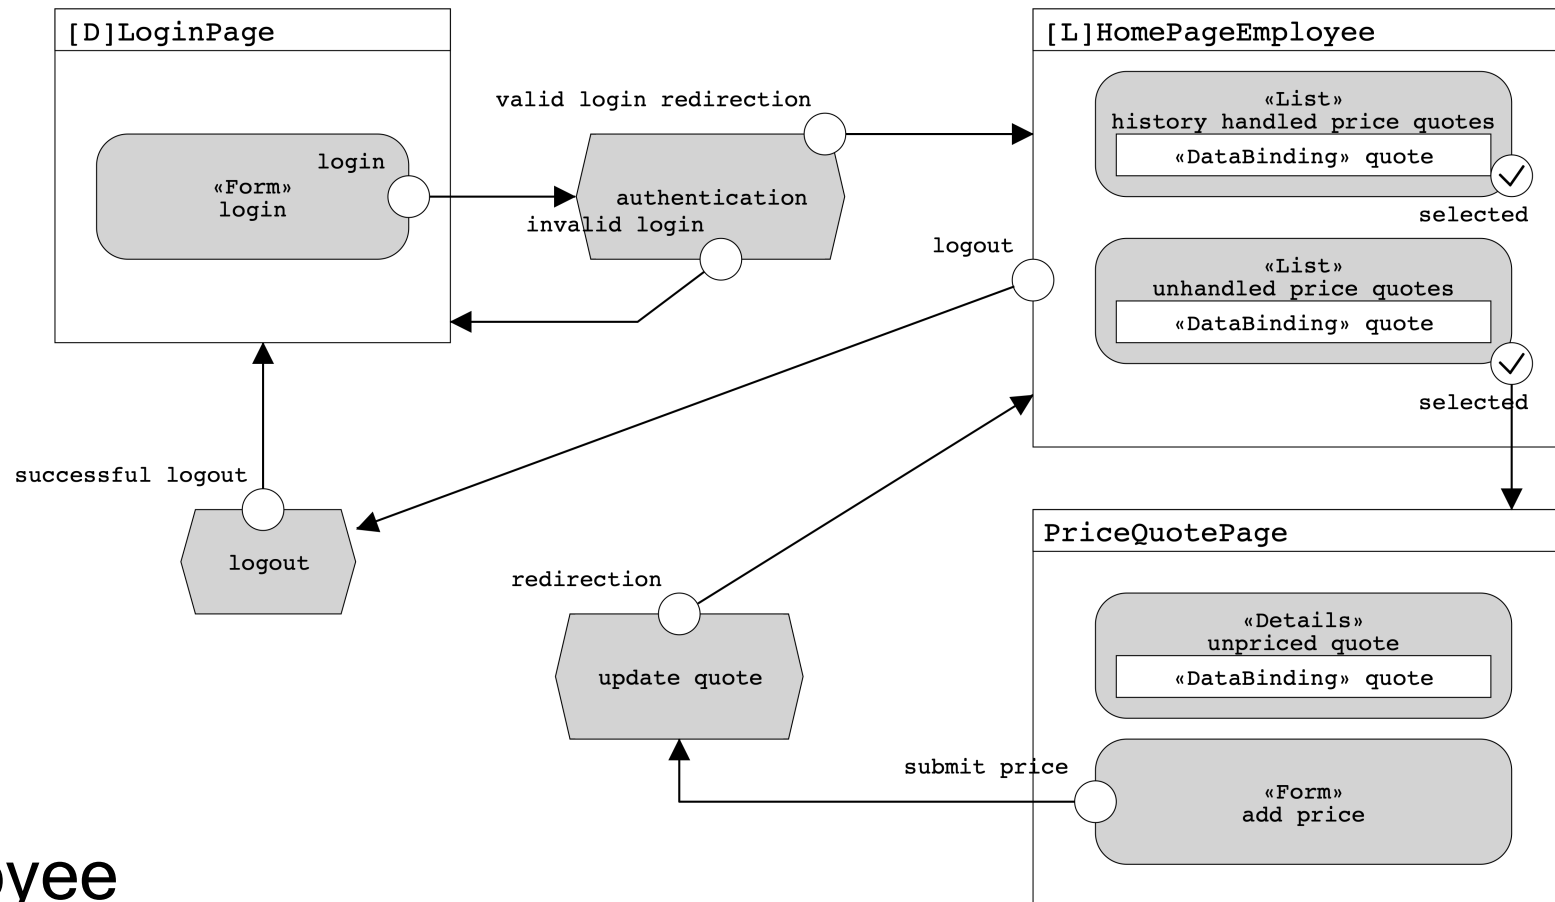 [D]LoginPage
login
«Form»
login
valid login redirection
authentication
invalid login
[L]HomePageEmployee
«List»
history handled price quotes
«DataBinding» quote
selected
logout
«List»
unhandled price quotes
«DataBinding» quote
selected
successful logout
logout
redirection
update quote
PriceQuotePage
«Details»
unpriced quote
«DataBinding» quote
submit price
«Form»
add price
oyee